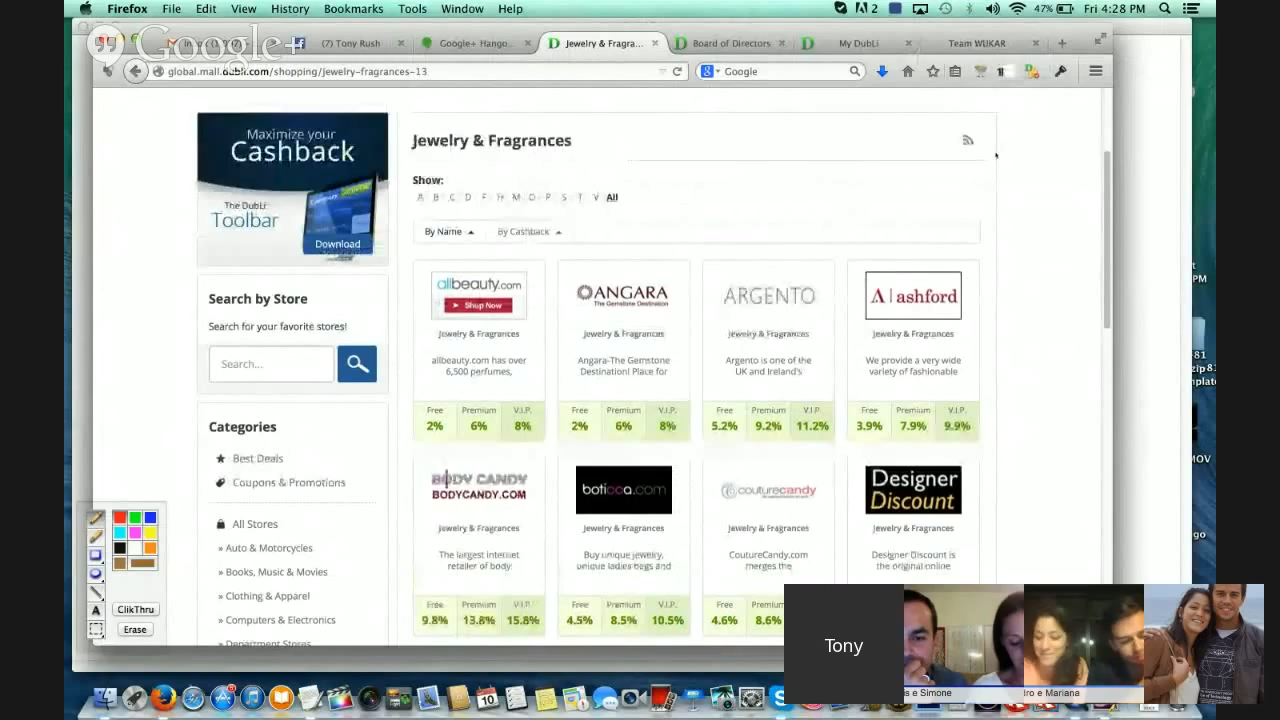 Firefox File Edit View History Bookmarks Tools Window Help 2 47% Fri 4:28 PM
Google+
(7) Tony Rush Google+ Hango... Jewelry & Fragra... Board of Directors My DubLi Team WUKAR
global.mall.dubli.com/shopping/jewelry-fragrances-13 Google
Maximize your
Cashback
The DubLi
Toolbar
Download
Search by Store
Search for your favorite stores!
Search...
Categories
Best Deals
Coupons & Promotions
All Stores
» Auto & Motorcycles
» Books, Music & Movies
» Clothing & Apparel
» Computers & Electronics
» Department Stores
Jewelry & Fragrances
Show:
A B C D F H M O P S T V All
By Name By Cashback
allbeauty.com
Shop Now
ANGARA
The Gemstone Destination
ARGENTO
A | ashford
Jewelry & Fragrances Jewelry & Fragrances Jewelry & Fragrances Jewelry & Fragrances
allbeauty.com has over Angara-The Gemstone Argento is one of the We provide a very wide
6,500 perfumes, Destination! Place for UK and Ireland's variety of fashionable
Free Premium V.I.P. Free Premium V.I.P. Free Premium V.I.P. Free Premium V.I.P.
2% 6% 8% 2% 6% 8% 5.2% 9.2% 11.2% 3.9% 7.9% 9.9%
BODY CANDY
BODYCANDY.COM
boticca.com
couturecandy
Designer
Discount
Jewelry & Fragrances Jewelry & Fragrances Jewelry & Fragrances Jewelry & Fragrances
The largest internet Buy unique jewelry, CoutureCandy.com Designer Discount is
retailer of body: unique ladies bags and merges the the original online
Free Premium V.I.P. Free Premium V.I.P. Free Premium
9.8% 13.8% 15.8% 4.5% 8.5% 10.5% 4.6% 8.6%
A
ClikThru
Erase
PM
MOV
Tony
e Simone
e Mariana
10